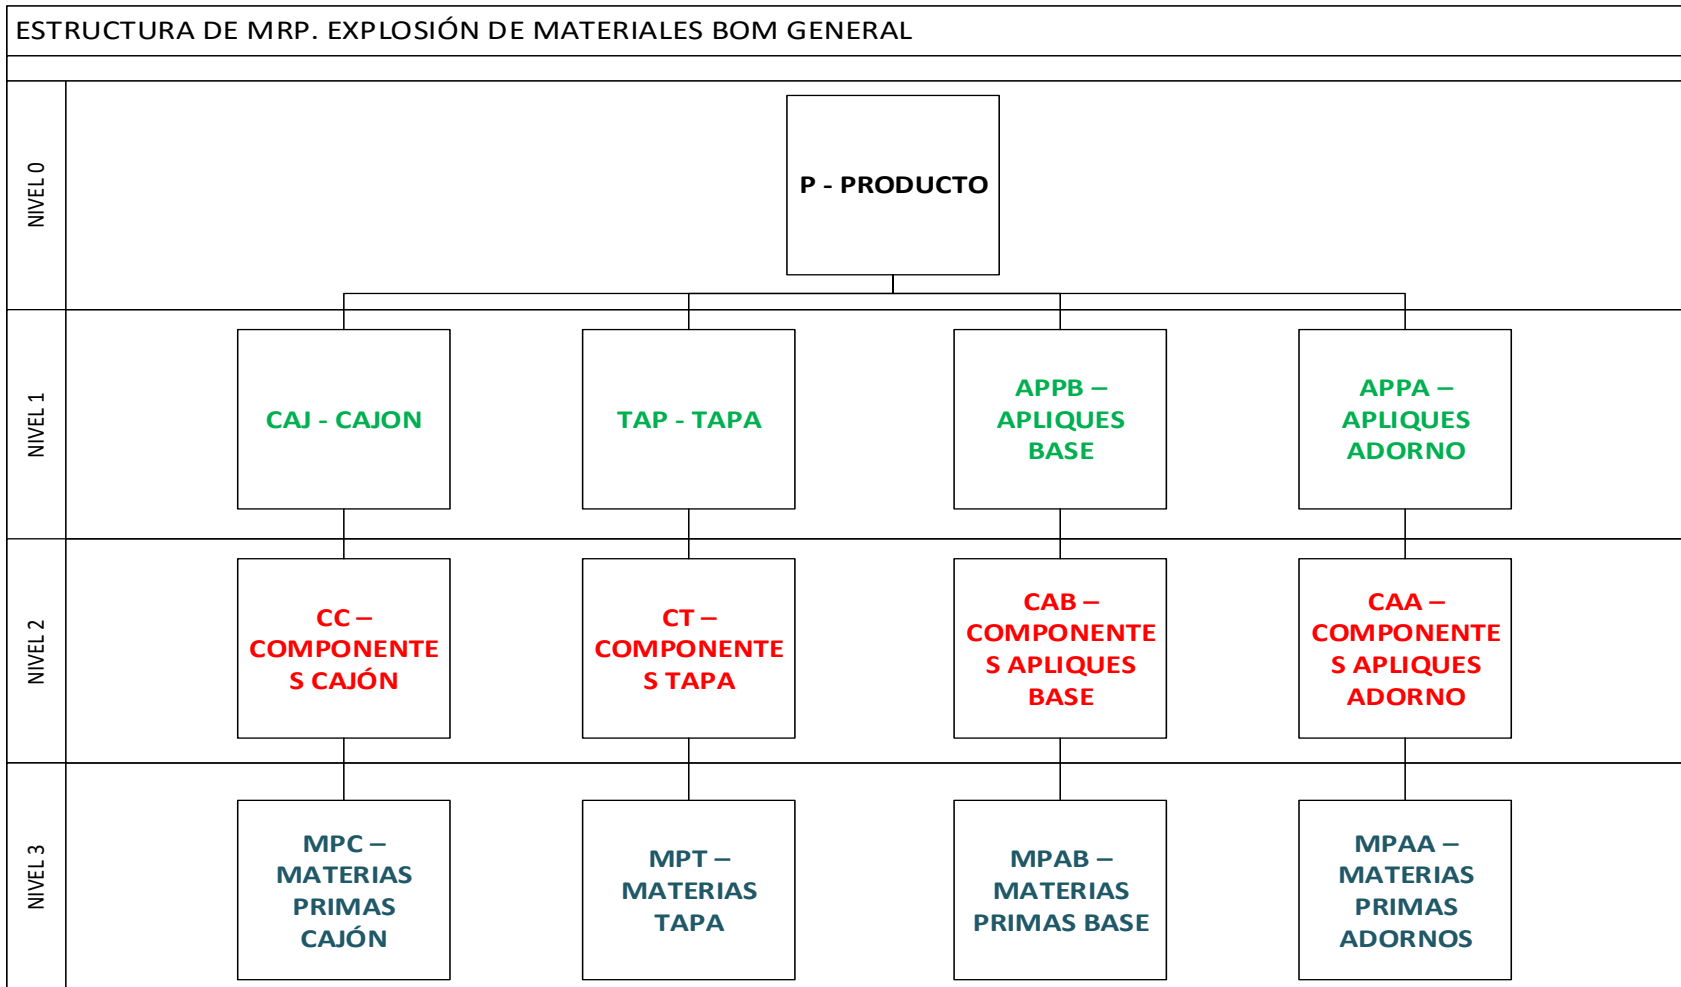 ESTRUCTURA DE MRP. EXPLOSIÓN DE MATERIALES BOM GENERAL
NIVEL 0
P - PRODUCTO
NIVEL 1
CAJ - CAJON
TAP - TAPA
APPB –
APLIQUES
BASE
APPA –
APLIQUES
ADORNO
NIVEL 2
CC –
COMPONENTE
S CAJÓN
CT –
COMPONENTE
S TAPA
CAB –
COMPONENTE
S APLIQUES
BASE
CAA –
COMPONENTE
S APLIQUES
ADORNO
NIVEL 3
MPC –
MATERIAS
PRIMAS
CAJÓN
MPT –
MATERIAS
TAPA
MPAB –
MATERIAS
PRIMAS BASE
MPAA –
MATERIAS
PRIMAS
ADORNOS